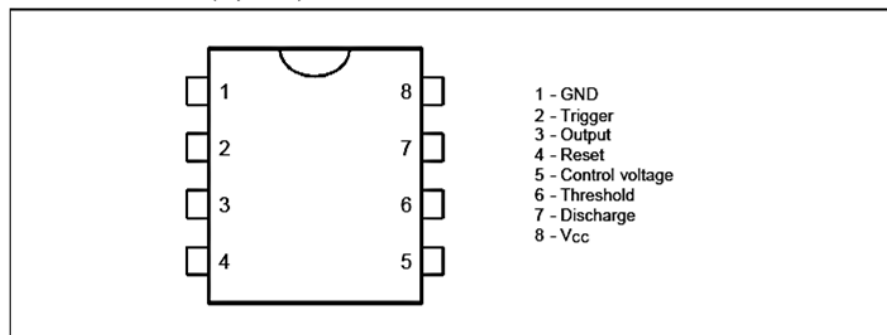 1 8
2 7
3 6
4 5
1 - GND
2 - Trigger
3 - Output
4 - Reset
5 - Control voltage
6 - Threshold
7 - Discharge
8 - VCC